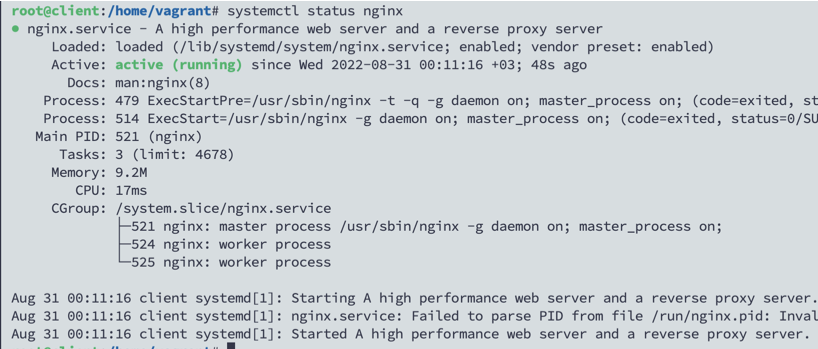 root@client:/home/vagrant# systemctl status nginx
● nginx.service - A high performance web server and a reverse proxy server
Loaded: loaded (/lib/systemd/system/nginx.service; enabled; vendor preset: enabled)
Active: active (running) since Wed 2022-08-31 00:11:16 +03; 48s ago
Docs: man:nginx(8)
Process: 479 ExecStartPre=/usr/sbin/nginx -t -q -g daemon on; master_process on; (code=exited, st
Process: 514 ExecStart=/usr/sbin/nginx -g daemon on; master_process on; (code=exited, status=0/SU
Main PID: 521 (nginx)
Tasks: 3 (limit: 4678)
Memory: 9.2M
CPU: 17ms
CGroup: /system.slice/nginx.service
├─521 nginx: master process /usr/sbin/nginx -g daemon on; master_process on;
├─524 nginx: worker process
└─525 nginx: worker process
Aug 31 00:11:16 client systemd[1]: Starting A high performance web server and a reverse proxy server.
Aug 31 00:11:16 client systemd[1]: nginx.service: Failed to parse PID from file /run/nginx.pid: Inval
Aug 31 00:11:16 client systemd[1]: Started A high performance web server and a reverse proxy server.
root@client:/home/vagrant#